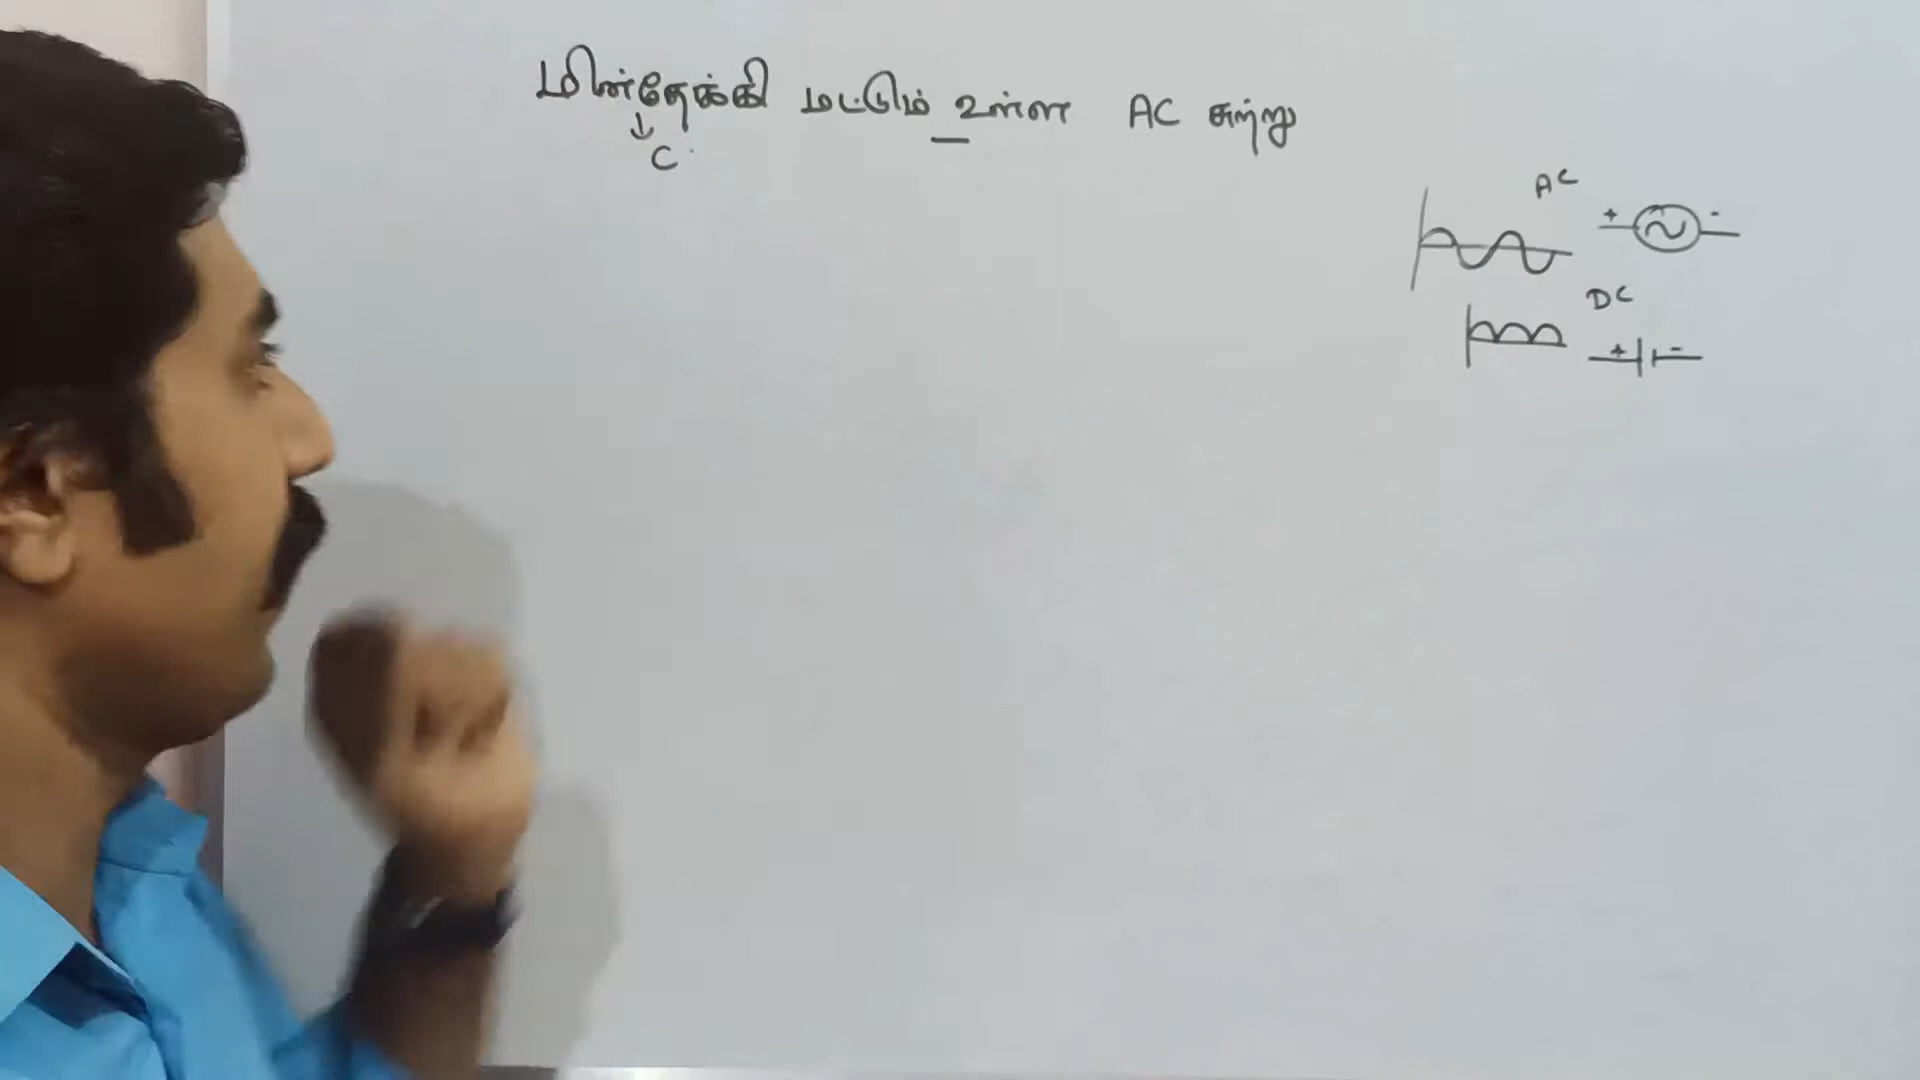 மின்தேக்கி மட்டும் உள்ள AC சுற்று
C
AC
+ -
DC
+ -